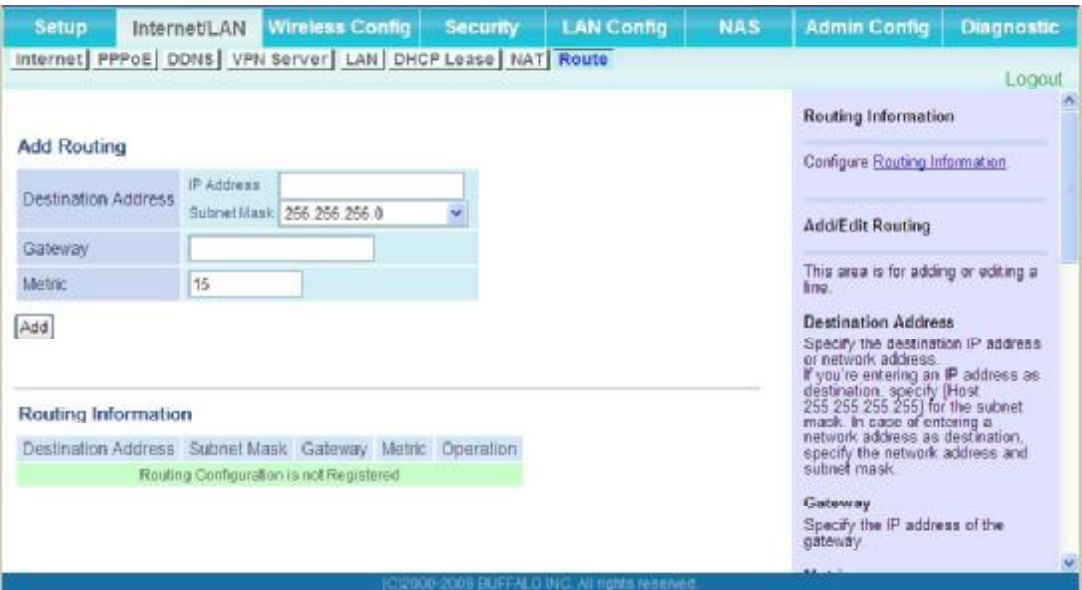 Setup Internet/LAN Wireless Config Security LAN Config NAS Admin Config Diagnostic
Internet PPPoE DDNS VPN Server LAN DHCP Lease NAT Route
Logout
Add Routing
Destination Address IP Address
Subnet Mask 255.255.255.0
Gateway
Metric 15
Add
Routing Information
Destination Address Subnet Mask Gateway Metric Operation
Routing Configuration is not Registered
Routing Information
Configure Routing Information.
Add/Edit Routing
This area is for adding or editing a
line.
Destination Address
Specify the destination IP address
or network address.
If you're entering an IP address as
destination, specify [Host
255.255.255.255] for the subnet
mask. In case of entering a
network address as destination,
specify the network address and
subnet mask.
Gateway
Specify the IP address of the
gateway.
(C)2000-2009 BUFFALO INC. All rights reserved.